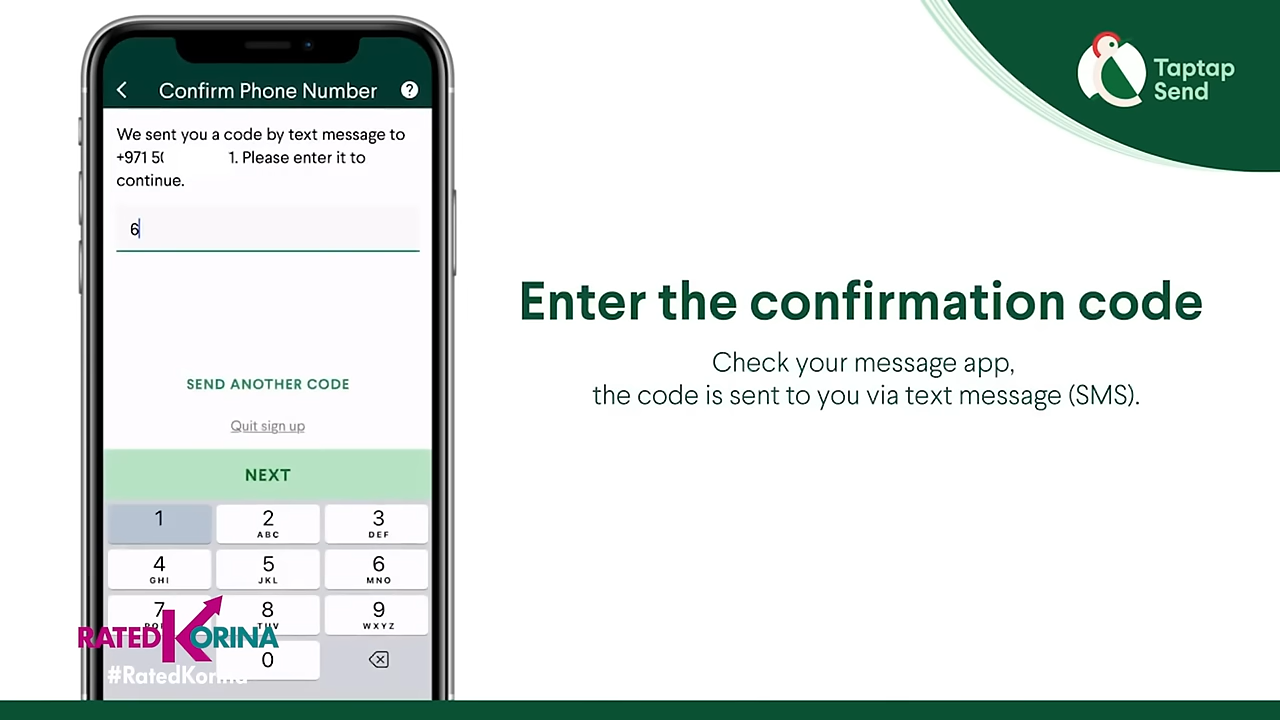 Confirm Phone Number
?
We sent you a code by text message to
+971 50 1. Please enter it to
continue.
6
SEND ANOTHER CODE
Quit sign up
NEXT
1
2
ABC
3
DEF
4
GHI
5
JKL
6
MNO
7
8
TUV
9
WXYZ
0
RATED KORINA
#RatedKorina
Taptap
Send
Enter the confirmation code
Check your message app,
the code is sent to you via text message (SMS).